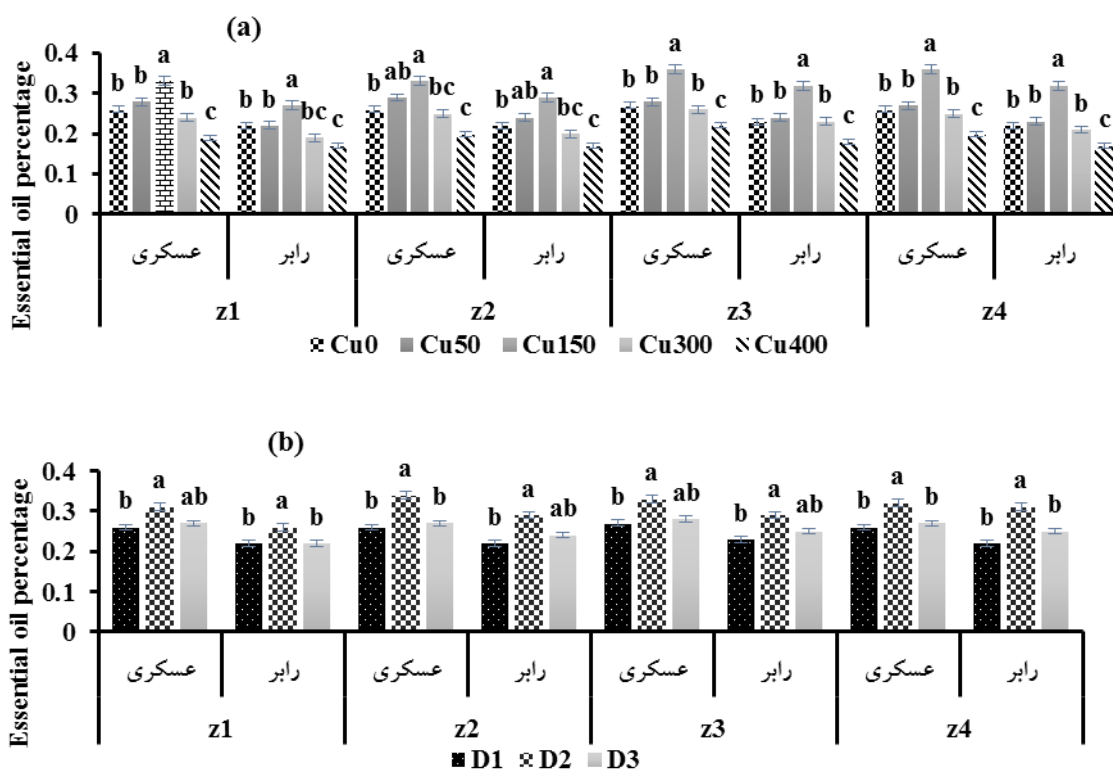 (a)
Essential oil percentage
0.4
0.3
0.2
0.1
0
b b a b c b b a bc c b ab a bc c b ab a bc c b b a b c b b a b c b b a b c b b a b c
عسکری رابر عسکری رابر عسکری رابر عسکری رابر
z1 z2 z3 z4
Cu0 Cu50 Cu150 Cu300 Cu400
(b)
Essential oil percentage
0.4
0.3
0.2
0.1
0
b a ab b a b b a b b a ab b a ab b a ab b a b b a b
عسکری رابر عسکری رابر عسکری رابر عسکری رابر
z1 z2 z3 z4
D1 D2 D3